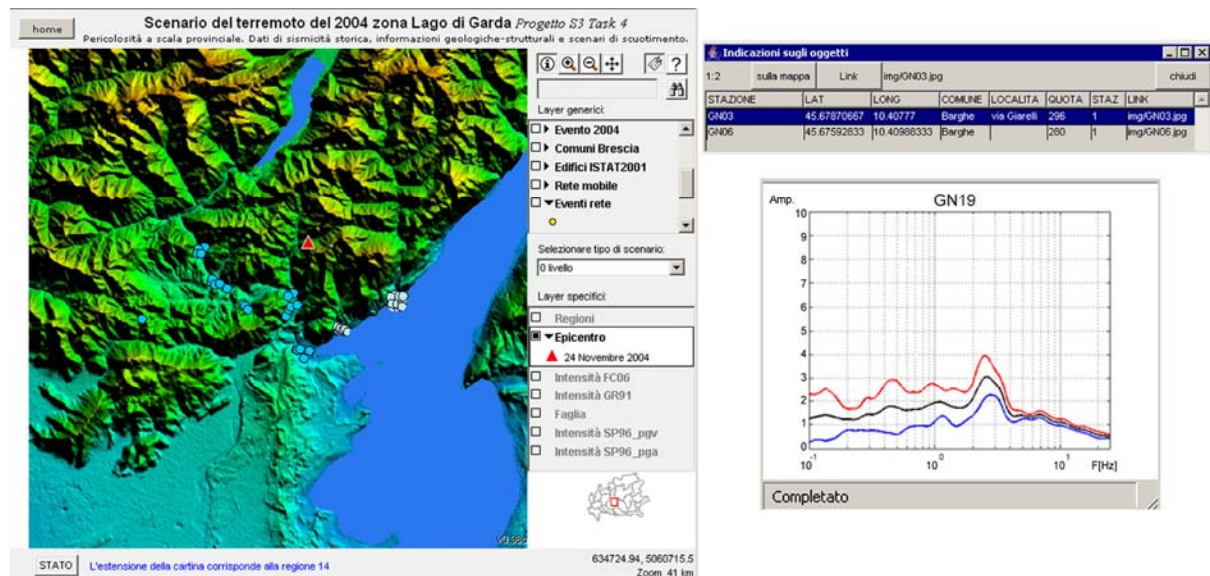 home
Scenario del terremoto del 2004 zona Lago di Garda Progetto S3 Task 4
Pericolosità a scala provinciale. Dati di sismicità storica, informazioni geologiche-strutturali e scenari di scuotimento.
?
Layer generici:
Evento 2004
Comuni Brescia
Edifici ISTAT2001
Rete mobile
Eventi rete
Selezionare tipo di scenario:
0 livello
Layer specifici:
Regioni
Epicentro
24 Novembre 2004
Intensità FC06
Intensità GR91
Faglia
Intensità SP96_pgv
Intensità SP96_pga
STATO
L'estensione della cartina corrisponde alla regione 14
634724.94, 5060715.5
Zoom 41 km
Indicazioni sugli oggetti
1:2 sulla mappa Link img/GN03.jpg chiudi
STAZIONE LAT LONG COMUNE LOCALITA QUOTA STAZ LINK
GN03 45.67870667 10.40777 Barghe via Giarelli 296 1 img/GN03.jpg
GN06 45.67592833 10.40988333 Barghe 280 1 img/GN06.jpg
Amp. GN19
10
9
8
7
6
5
4
3
2
1
0
10-1 100 101 F[Hz]
Completato